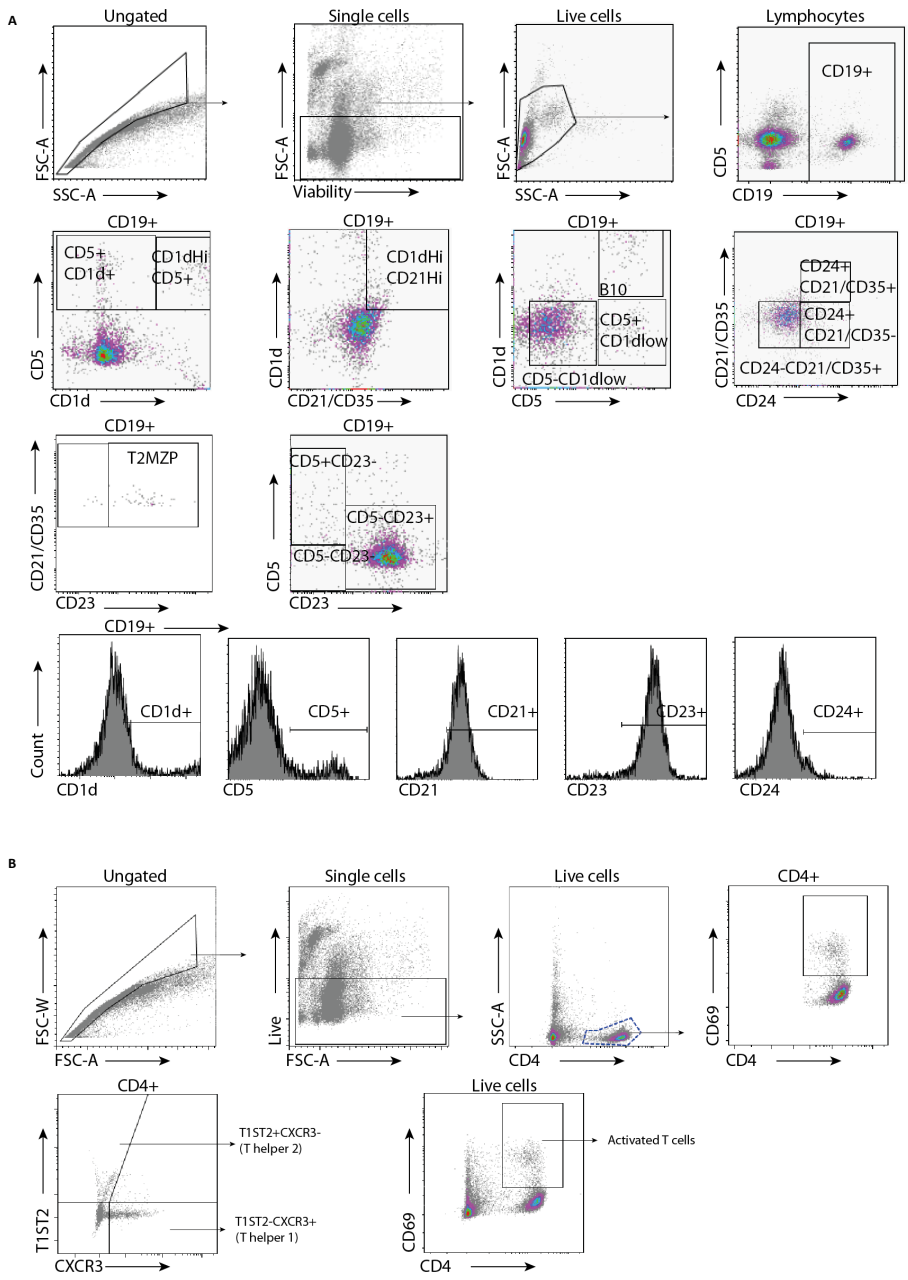 A
Ungated
Single cells
Live cells
Lymphocytes
FSC-A
SSC-A
FSC-A
Viability
FSC-A
SSC-A
CD5
CD19+
CD19
CD19+
CD19+
CD19+
CD19+
CD5
CD5+
CD1d+
CD1dHi
CD5+
CD1d
CD1d
CD1dHi
CD21Hi
CD21/CD35
CD1d
B10
CD5+
CD1dlow
CD5-CD1dlow
CD5
CD21/CD35
CD24+
CD21/CD35+
CD24+
CD21/CD35-
CD24-CD21/CD35+
CD24
CD19+
CD19+
CD21/CD35
T2MZP
CD23
CD5
CD5+CD23-
CD5-CD23+
CD5-CD23-
CD23
CD19+
Count
CD1d+
CD1d
CD5+
CD5
CD21+
CD21
CD23+
CD23
CD24+
CD24
B
Ungated
Single cells
Live cells
CD4+
FSC-W
FSC-A
Live
FSC-A
SSC-A
CD4
CD69
CD4
CD4+
Live cells
T1ST2
CXCR3
T1ST2+CXCR3-
(T helper 2)
T1ST2-CXCR3+
(T helper 1)
CD69
CD4
Activated T cells